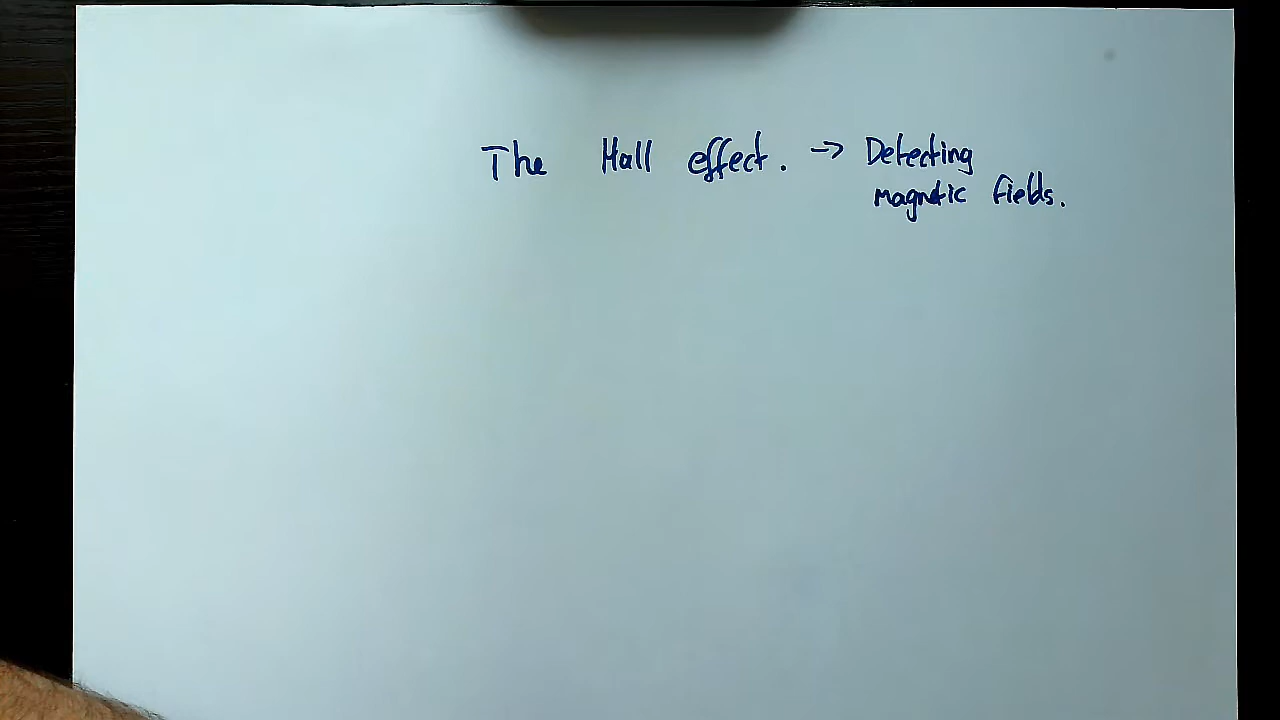 The Hall effect. → Detecting
magnetic fields.